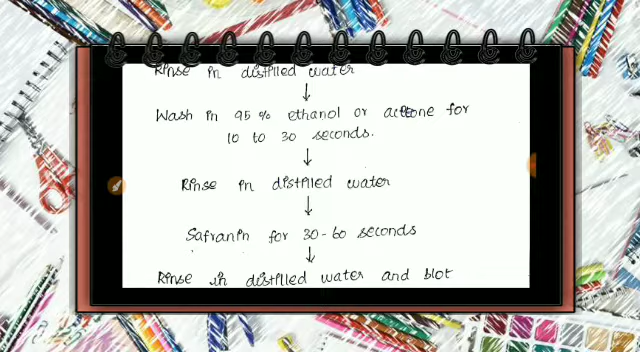 Rinse in distilled water
↓
Wash in 95% ethanol or acetone for
10 to 30 seconds.
↓
Rinse in distilled water
↓
Safranin for 30-60 seconds
↓
Rinse in distilled water and blot